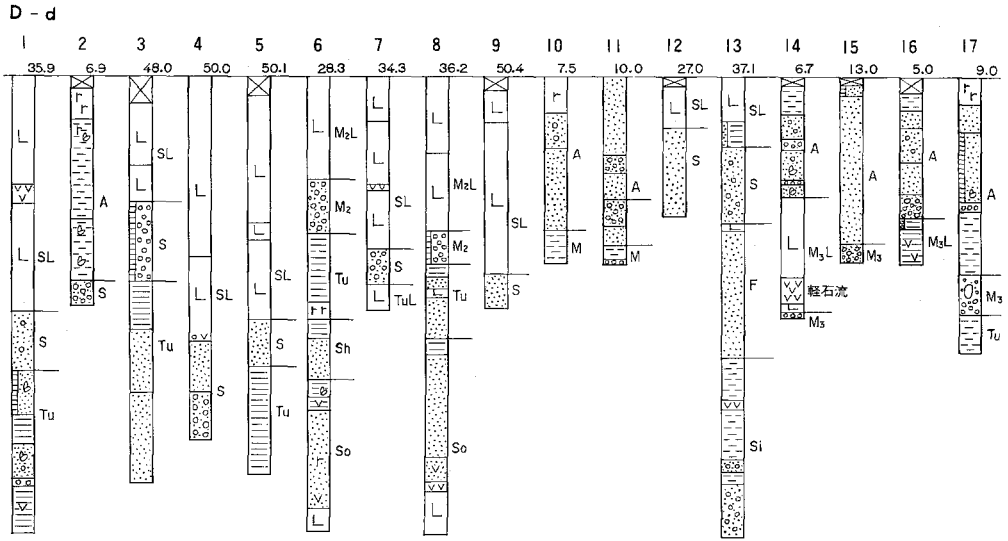 D - d
1 2 3 4 5 6 7 8 9 10 11 12 13 14 15 16 17
35.9 6.9 48.0 50.0 50.1 28.3 34.3 36.2 50.4 7.5 10.0 27.0 37.1 6.7 13.0 5.0 9.0
L V V V L SL S Tu V
r r r A S
L L SL S Tu
L L SL V S
L L L SL S Tu
L M₂L M₂ Tu r r Sh V So r V L
L L V V L SL S L TuL
L L M₂L M₂ L Tu So V V V L
L L SL S
r A M
A M
L SL S
L SL S L F V V Si
A L M₃L V V V V V 軽石流 L M₃
A M₃
A M₃L V V
r r A M₃ Tu